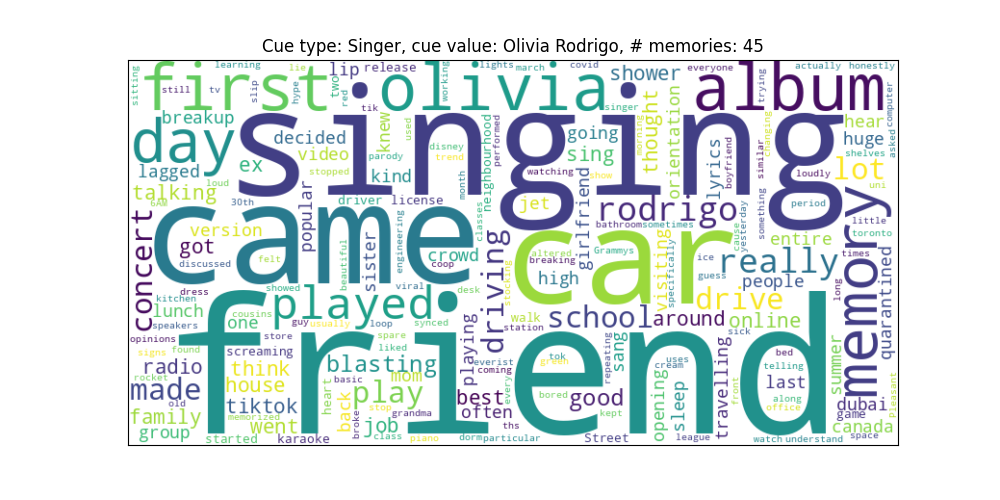 Cue type: Singer, cue value: Olivia Rodrigo, # memories: 45
sitting
learning
lie
lip
release
two
lights
march
covid
shower
everyone
actually
honestly
first
still
tv
slip
hype
red
olivia
working
album
trying
computer
breakup
tik
knew
used
singing
neighbourhood
performed
going
singer
thought
morning
orientation
hear
huge
asked
day
decided
kind
parody
disney
trend
sing
lyrics
boyfriend
changing
similar
lagged
ex
video
stopped
month
watching
show
girlfriend
loudly
shelves
lot
talking
loud
6AM
30th
popular
driver
license
classes
jet
rodrigo
bathroom
sometimes
yesterday
cause
something
period
uni
little
toronto
concert
version
got
discussed
felt
came
beautiful
sister
engineering
viral
coop
crowd
desk
stocking
altered
breaking
Grammys
high
car
visiting
specifically
ice
guess
really
people
entire
times
long
memory
quarantined
dress
kitchen
lunch
speakers
opinions
showed
cousins
one
guy
store
played
usually
loop
synced
spare
liked
driving
playing
walk
station
school
around
drive
online
sick
radio
signs
found
rocket
made
old
screaming
think
house
tiktok
blasting
mom
basic
heart
everist
coming
every
friend
tok
green
bored
kept
good
sang
repeating
cream
uses
opening
sleep
travelling
front
bed
telling
last
along
office
summer
dubai
game
canada
Pleasant
family
group
memorized
went
started
karaoke
back
broke
stop
play
grandma
job
class
piano
best
often
ths
dorm
particular
Street
league
watch
understand
space